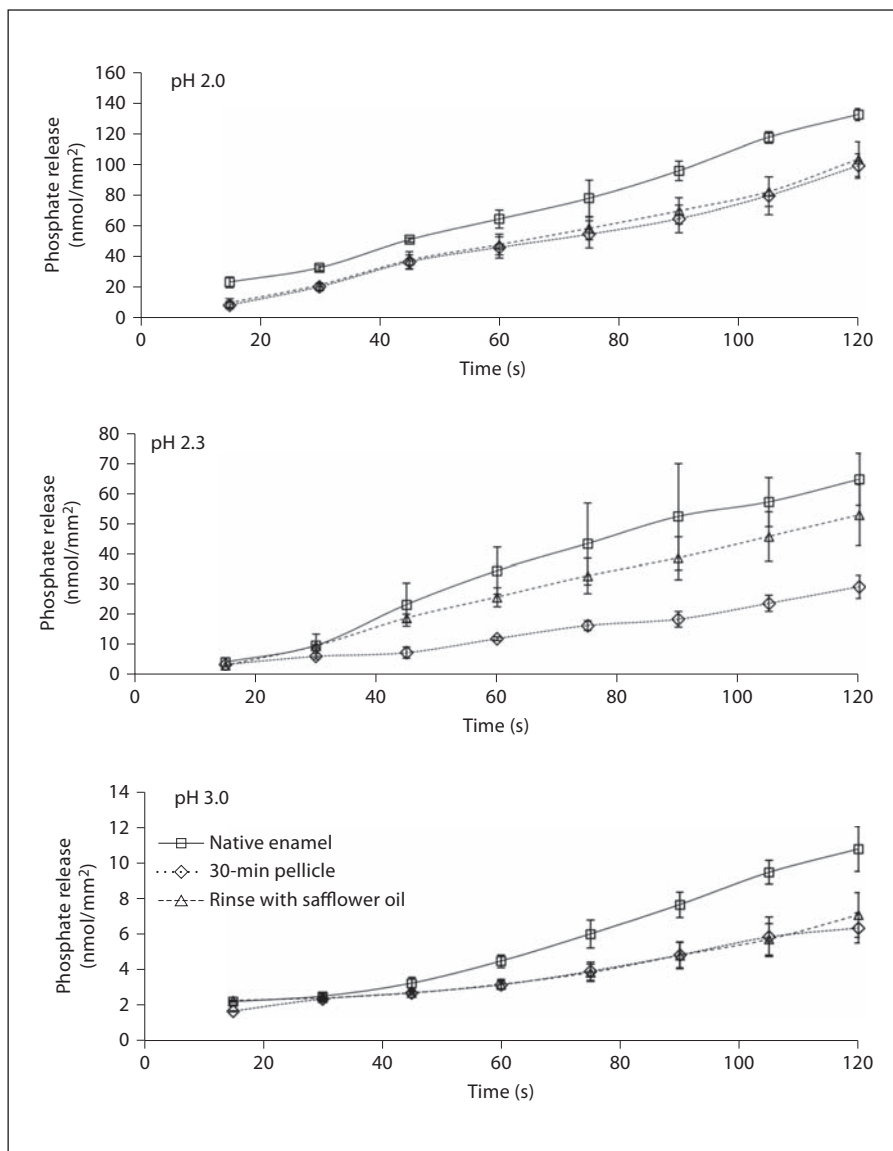 pH 2.0
Phosphate release
(nmol/mm²)
160
140
120
100
80
60
40
20
0
0 20 40 60 80 100 120
Time (s)
pH 2.3
Phosphate release
(nmol/mm²)
80
70
60
50
40
30
20
10
0
0 20 40 60 80 100 120
Time (s)
pH 3.0
Native enamel
30-min pellicle
Rinse with safflower oil
Phosphate release
(nmol/mm²)
14
12
10
8
6
4
2
0
0 20 40 60 80 100 120
Time (s)